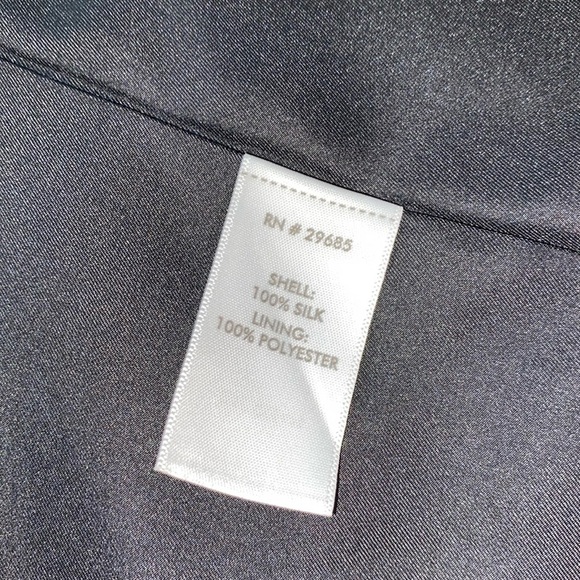 RN # 29685
SHELL:
100% SILK
LINING:
100% POLYESTER